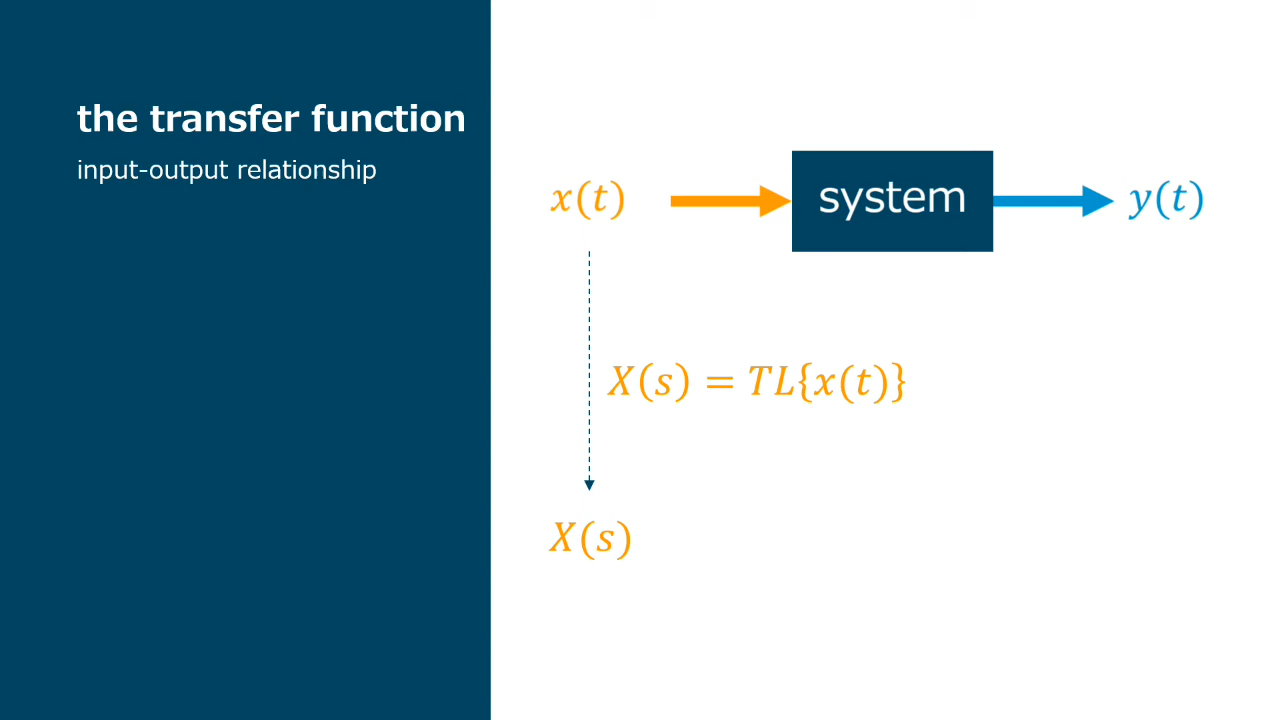 the transfer function
input-output relationship
x(t)
system
y(t)
X(s) = TL{x(t)}
X(s)